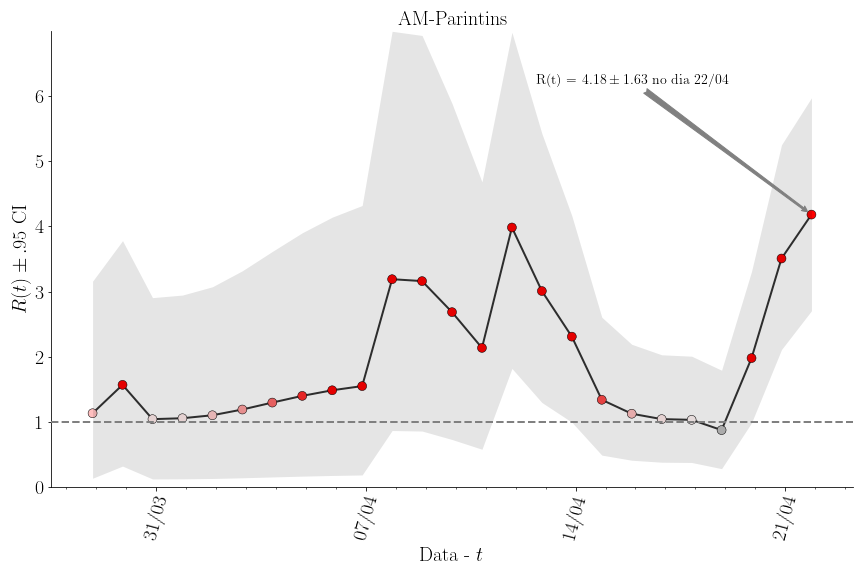 AM-Parintins
R(t) = 4.18 ± 1.63 no dia 22/04
R(t) ± .95 CI
6
5
4
3
2
1
0
31/03
07/04
14/04
21/04
Data - t